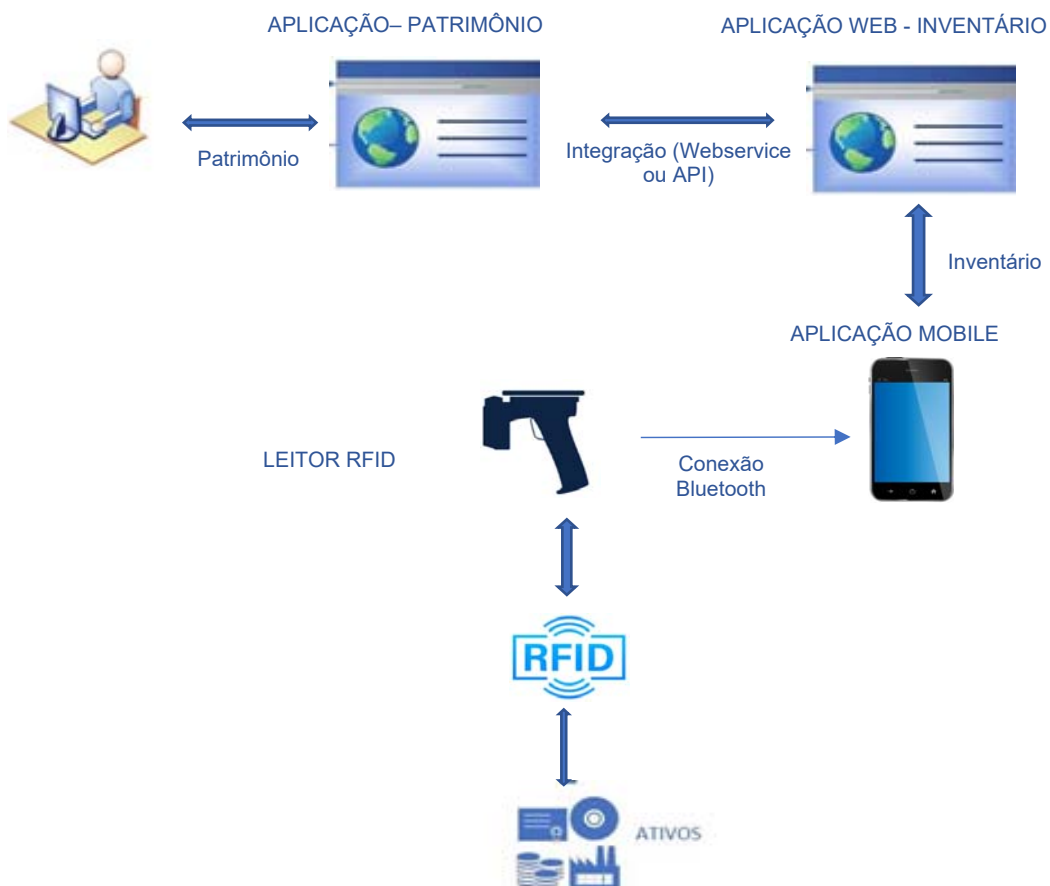 APLICAÇÃO– PATRIMÔNIO
APLICAÇÃO WEB - INVENTÁRIO
Patrimônio
Integração (Webservice
ou API)
Inventário
APLICAÇÃO MOBILE
LEITOR RFID
Conexão
Bluetooth
RFID
ATIVOS